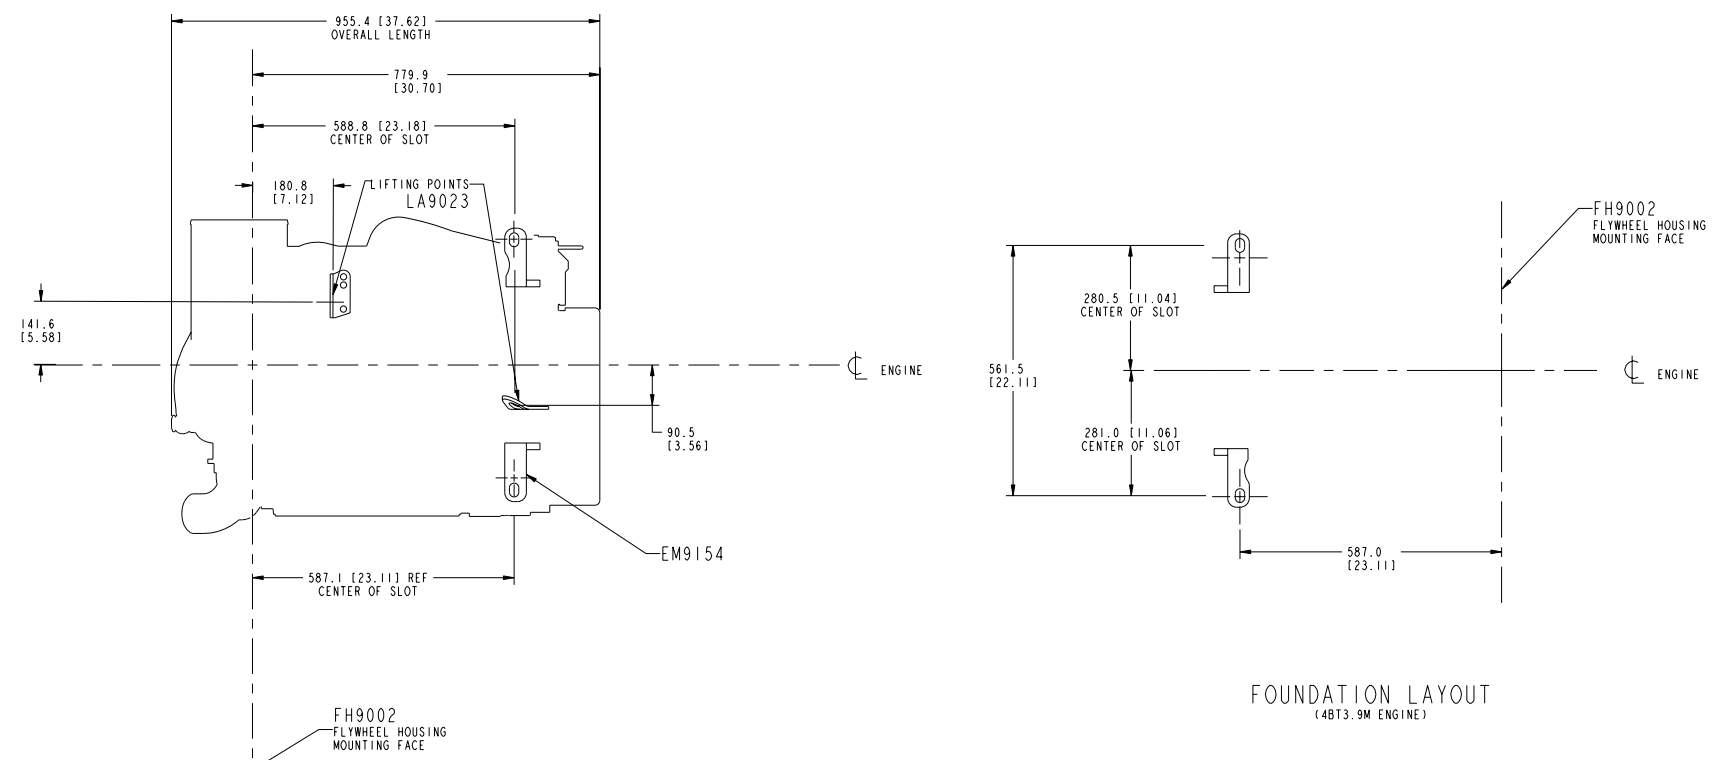 955.4 [37.62]
OVERALL LENGTH
779.9
[30.70]
588.8 [23.18]
CENTER OF SLOT
180.8
[7.12]
LIFTING POINTS
LA9023
141.6
[5.58]
℄ ENGINE
90.5
[3.56]
EM9154
587.1 [23.11] REF
CENTER OF SLOT
FH9002
FLYWHEEL HOUSING
MOUNTING FACE
FH9002
FLYWHEEL HOUSING
MOUNTING FACE
280.5 [11.04]
CENTER OF SLOT
561.5
[22.11]
℄ ENGINE
281.0 [11.06]
CENTER OF SLOT
587.0
[23.11]
FOUNDATION LAYOUT
(4BT3.9M ENGINE)